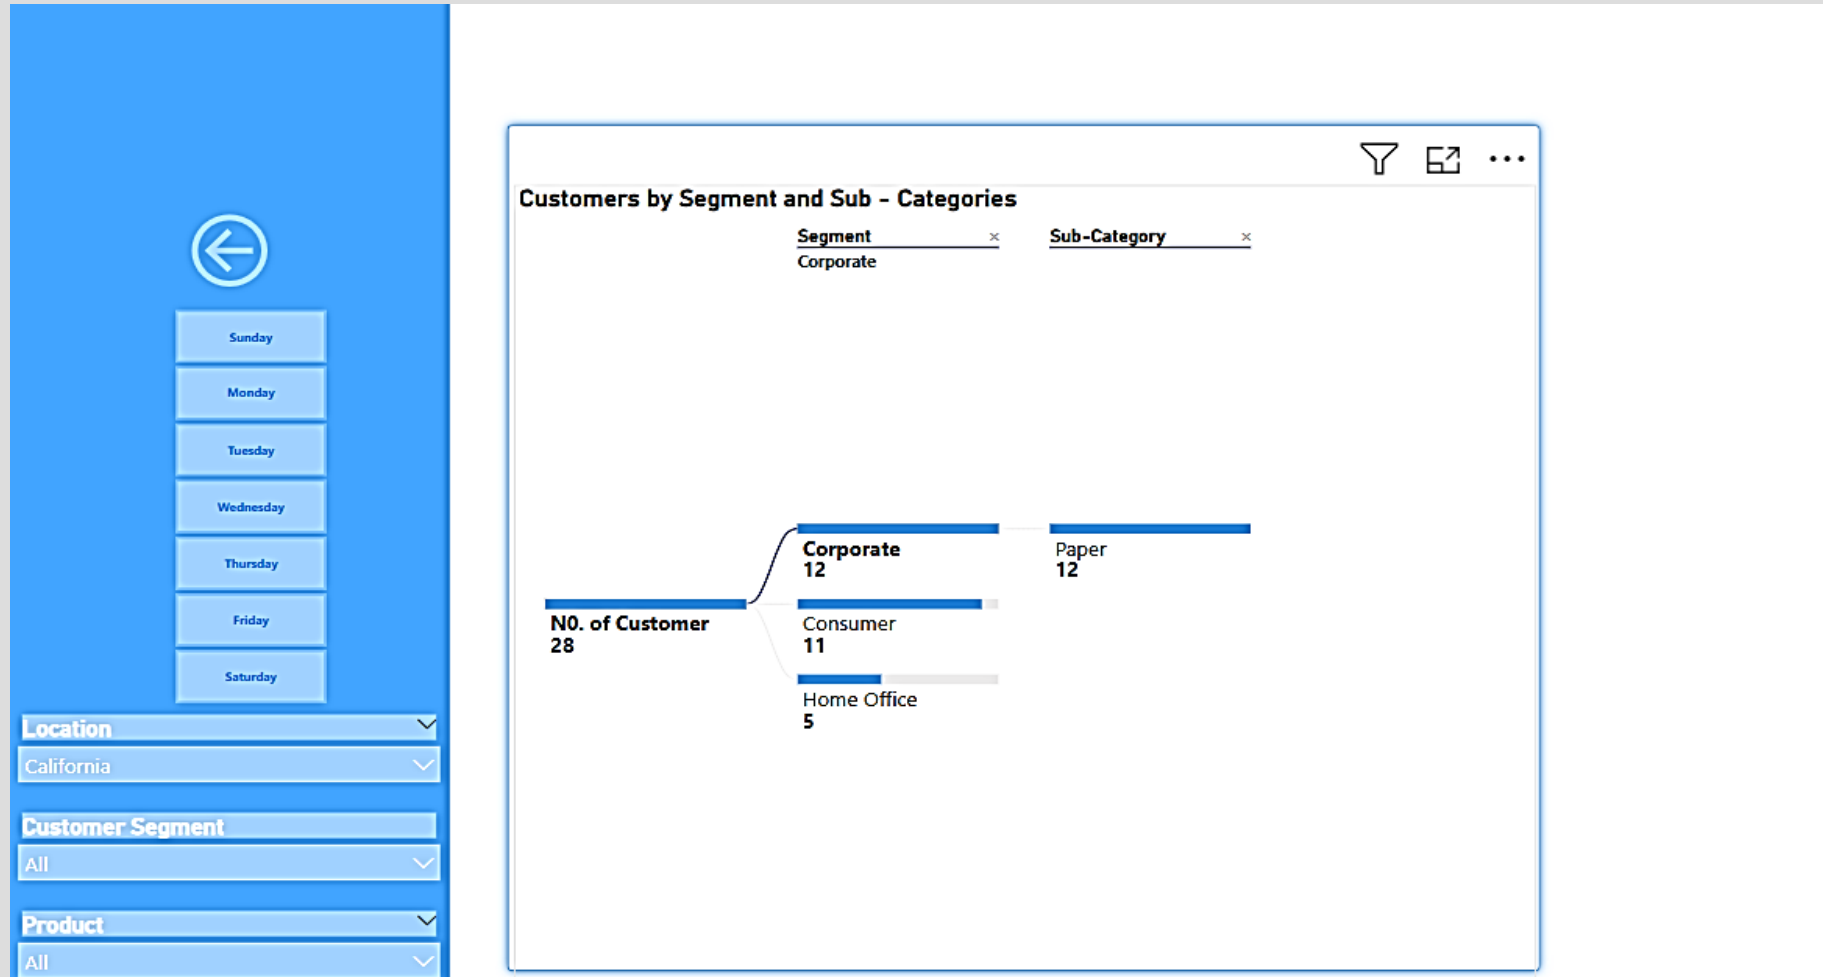 Sunday
Monday
Tuesday
Wednesday
Thursday
Friday
Saturday
Location
California
Customer Segment
All
Product
All
Customers by Segment and Sub - Categories
Segment × Sub-Category ×
Corporate
Corporate
12
Paper
12
N0. of Customer
28
Consumer
11
Home Office
5